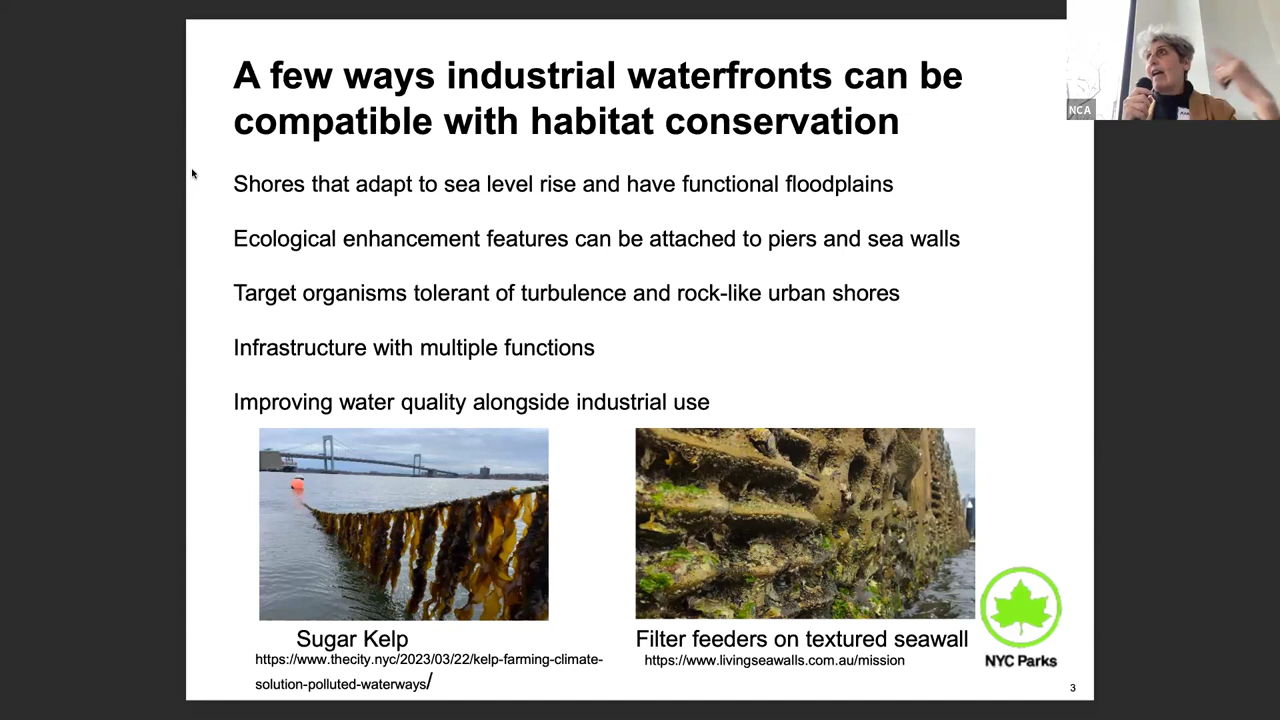 A few ways industrial waterfronts can be
compatible with habitat conservation
NCA
Shores that adapt to sea level rise and have functional floodplains
Ecological enhancement features can be attached to piers and sea walls
Target organisms tolerant of turbulence and rock-like urban shores
Infrastructure with multiple functions
Improving water quality alongside industrial use
Sugar Kelp
https://www.thecity.nyc/2023/03/22/kelp-farming-climate-
solution-polluted-waterways/
Filter feeders on textured seawall
https://www.livingseawalls.com.au/mission
NYC Parks
3